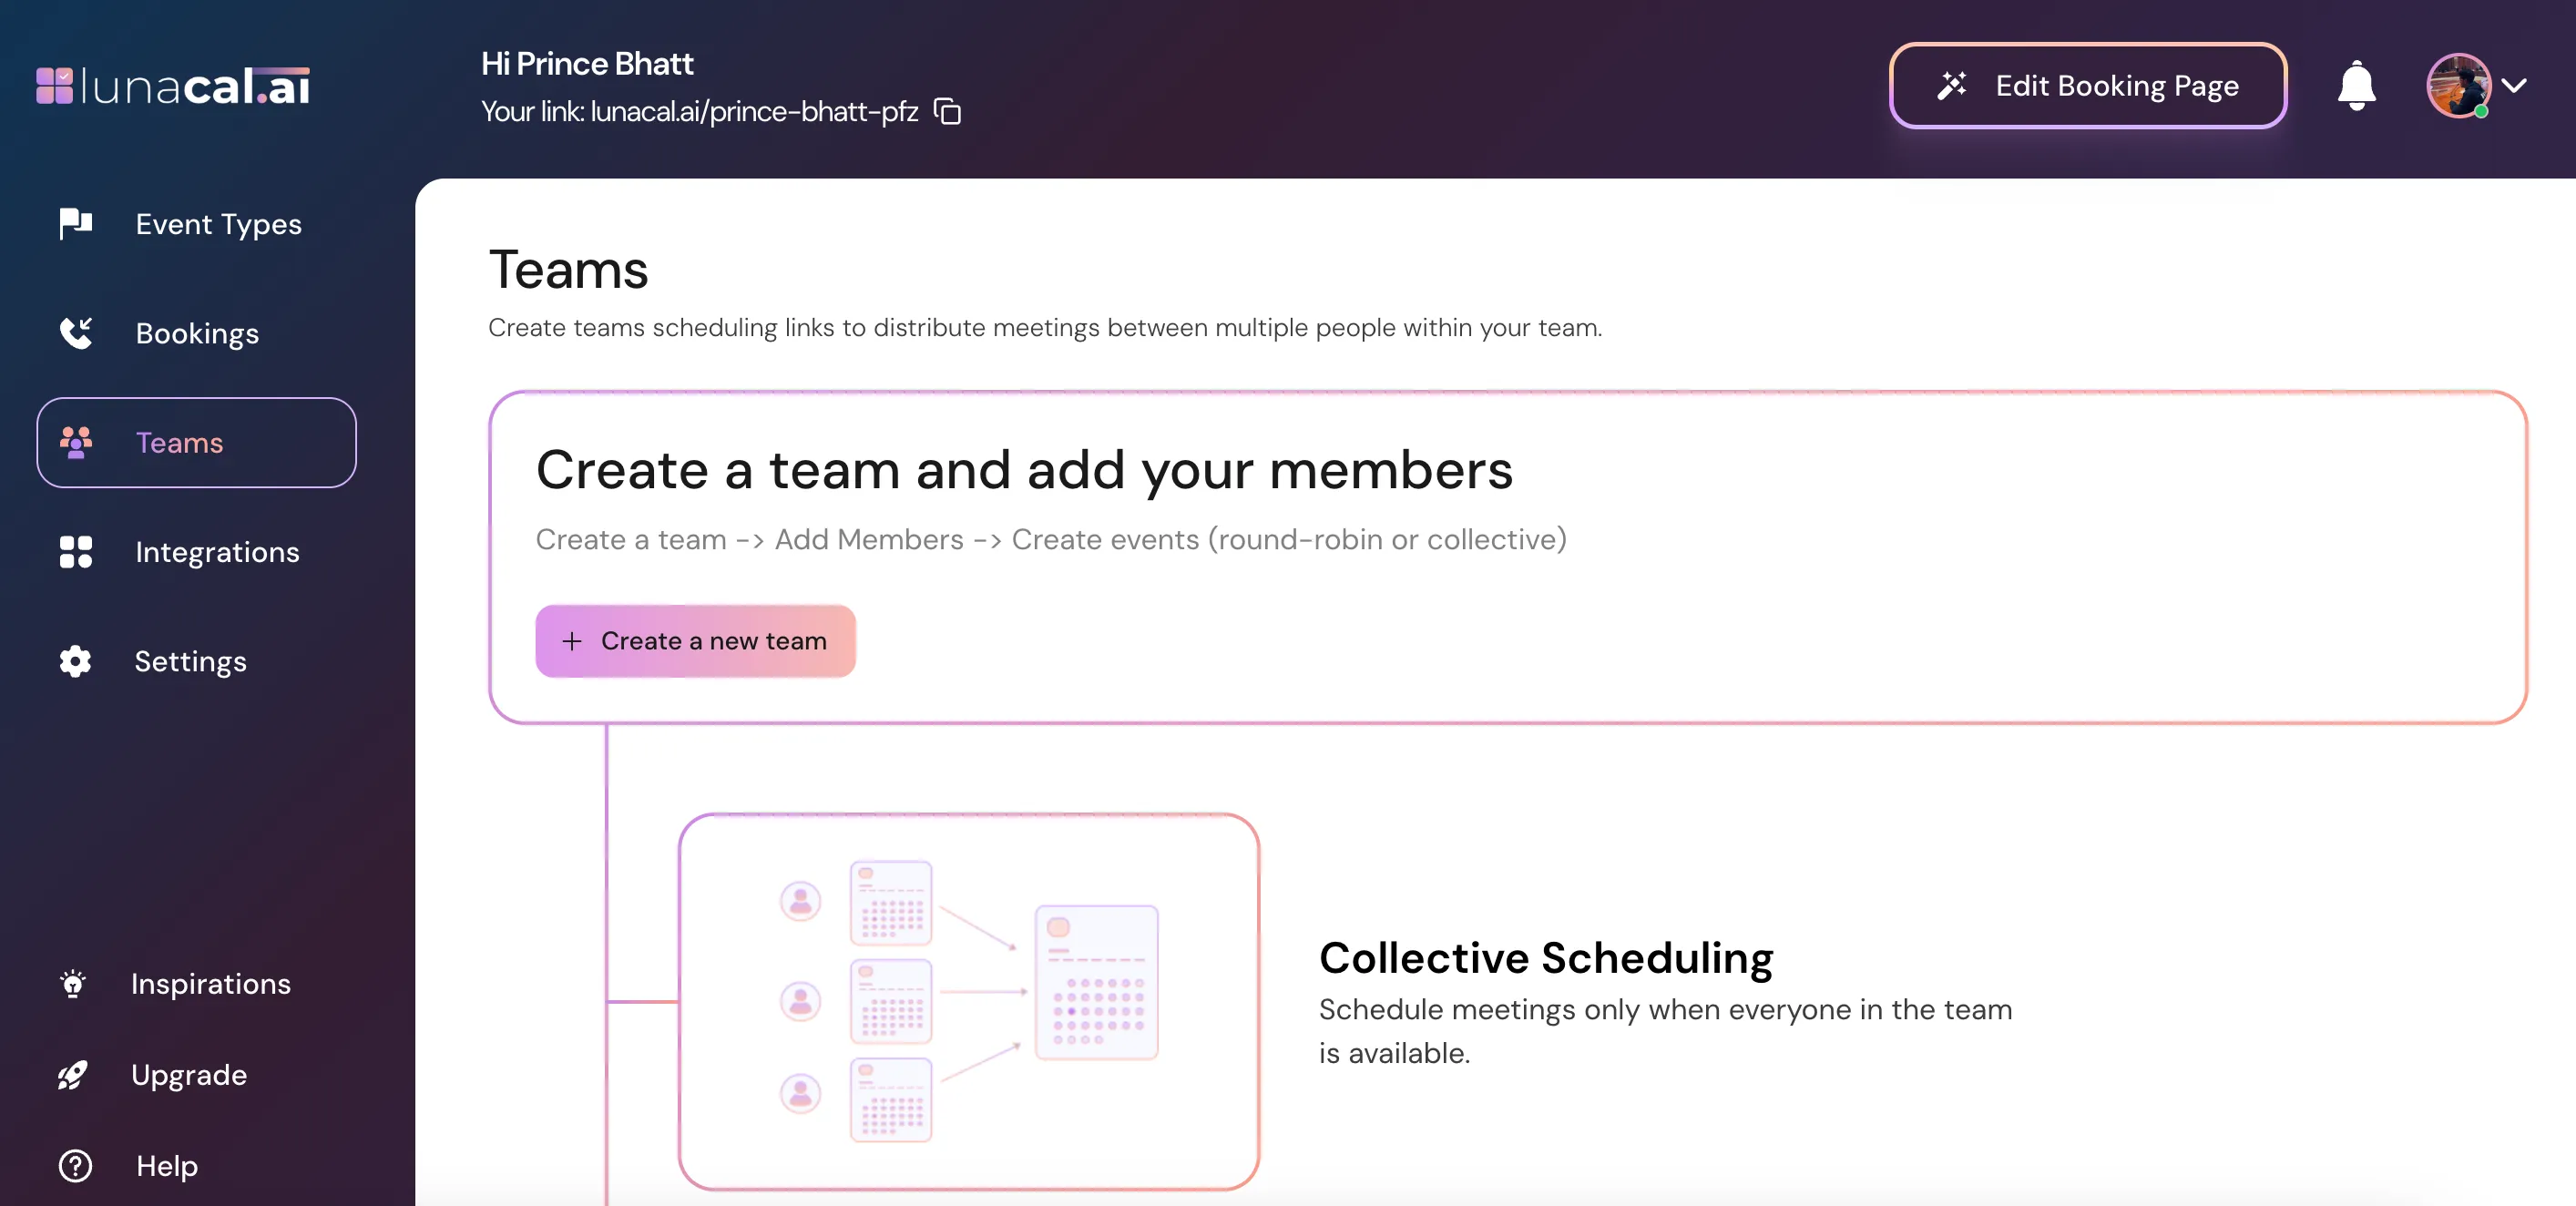 lunacal.ai
Hi Prince Bhatt
Your link: lunacal.ai/prince-bhatt-pfz
Edit Booking Page
Event Types
Bookings
Teams
Integrations
Settings
Inspirations
Upgrade
Help
Teams
Create teams scheduling links to distribute meetings between multiple people within your team.
Create a team and add your members
Create a team -> Add Members -> Create events (round-robin or collective)
+ Create a new team
Collective Scheduling
Schedule meetings only when everyone in the team
is available.